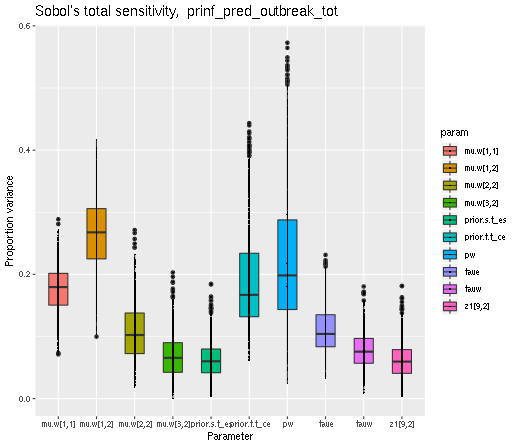 Sobol's total sensitivity, prinf_pred_outbreak_tot
Proportion variance
0.6
0.4
0.2
0.0
mu.w[1,1] mu.w[1,2] mu.w[2,2] mu.w[3,2] prior.s.t_es prior.f.t_ce pw faue fauw z1[9,2]
Parameter
param
mu.w[1,1]
mu.w[1,2]
mu.w[2,2]
mu.w[3,2]
prior.s.t_es
prior.f.t_ce
pw
faue
fauw
z1[9,2]